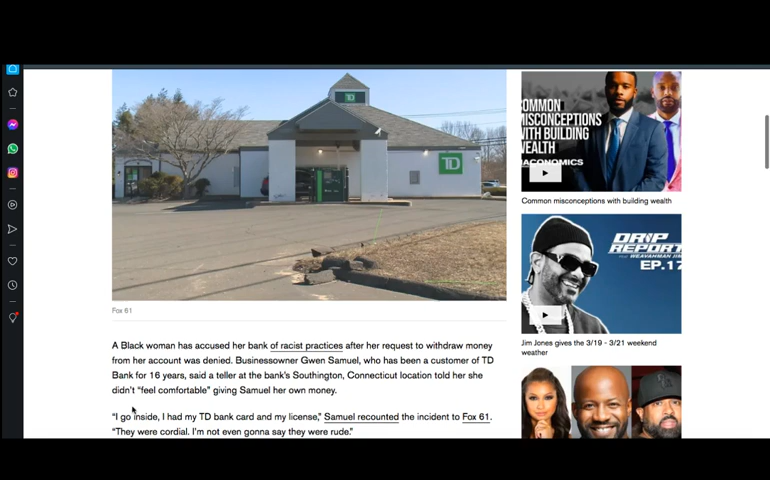 TD
TD
Fox 61
A Black woman has accused her bank of racist practices after her request to withdraw money
from her account was denied. Businessowner Gwen Samuel, who has been a customer of TD
Bank for 16 years, said a teller at the bank's Southington, Connecticut location told her she
didn't “feel comfortable” giving Samuel her own money.
“I go inside, I had my TD bank card and my license,” Samuel recounted the incident to Fox 61.
“They were cordial. I'm not even gonna say they were rude.”
COMMON
MISCONCEPTIONS
WITH BUILDING
WEALTH
MACONOMICS
Common misconceptions with building wealth
DRIP
REPORT
WEAVAHMAN JIM
EP.17
Jim Jones gives the 3/19 - 3/21 weekend
weather